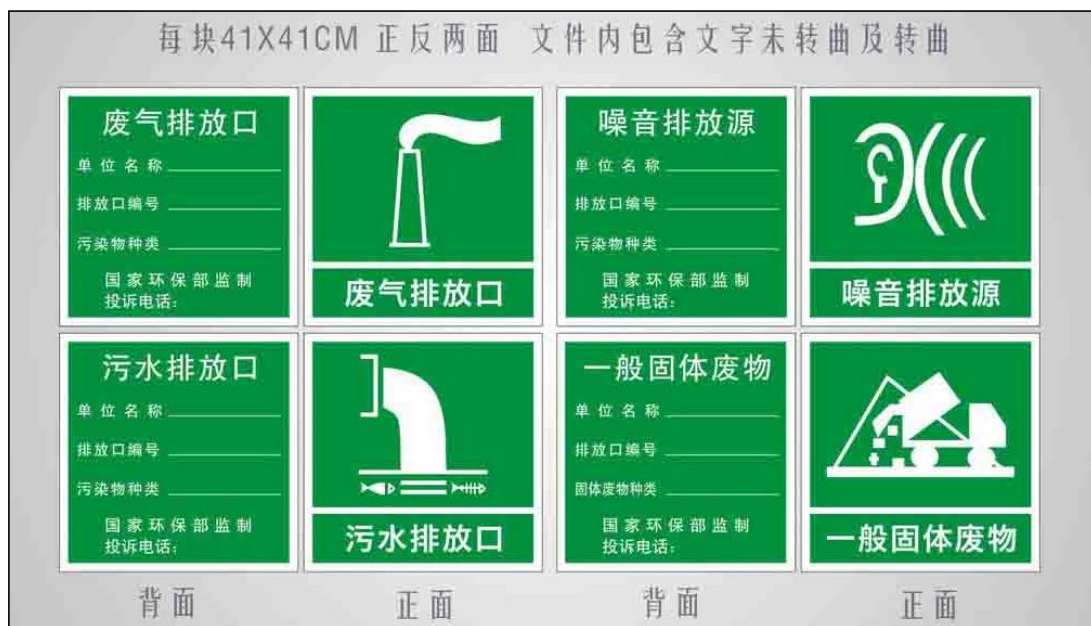 每块41X41CM 正反两面 文件内包含文字未转曲及转曲
废气排放口
单位名称
排放口编号
污染物种类
国家环保部监制
投诉电话:
废气排放口
噪音排放源
单位名称
排放口编号
污染物种类
国家环保部监制
投诉电话:
噪音排放源
污水排放口
单位名称
排放口编号
污染物种类
国家环保部监制
投诉电话:
污水排放口
一般固体废物
单位名称
排放口编号
固体废物种类
国家环保部监制
投诉电话:
一般固体废物
背面 正面 背面 正面